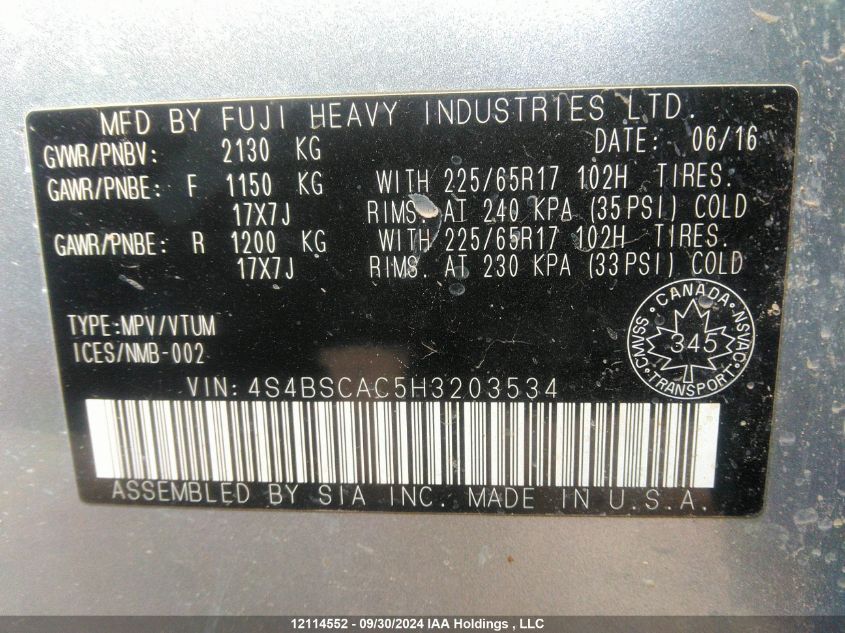 MFD BY FUJI HEAVY INDUSTRIES LTD.
GVWR/PNBV: 2130 KG DATE: 06/16
GAWR/PNBE: F 1150 KG WITH 225/65R17 102H TIRES.
17X7J RIMS. AT 240 KPA (35PSI) COLD
GAWR/PNBE: R 1200 KG WITH 225/65R17 102H TIRES.
17X7J RIMS. AT 230 KPA (33PSI) COLD
TYPE:MPV/VTUM
ICES/NMB-002
CANADA
CMVSS
345
NSVAC
TRANSPORT
VIN:4S4BSCAC5H3203534
ASSEMBLED BY SIA INC. MADE IN U.S.A.
12114552 - 09/30/2024 IAA Holdings , LLC